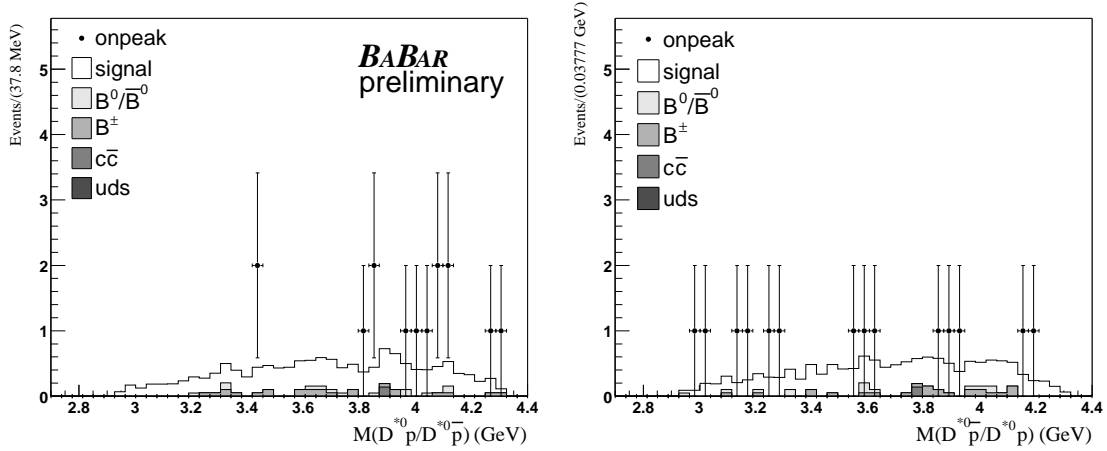 Events/(37.8 MeV)
5
4
3
2
1
0
onpeak
signal
B⁰/B̅⁰
B±
cc̅
uds
BABAR
preliminary
2.8 3 3.2 3.4 3.6 3.8 4 4.2 4.4
M(D*⁰p/D*⁰p̅) (GeV)
Events/(0.03777 GeV)
5
4
3
2
1
0
onpeak
signal
B⁰/B̅⁰
B±
cc̅
uds
2.8 3 3.2 3.4 3.6 3.8 4 4.2 4.4
M(D*⁰p̅/D*⁰p) (GeV)